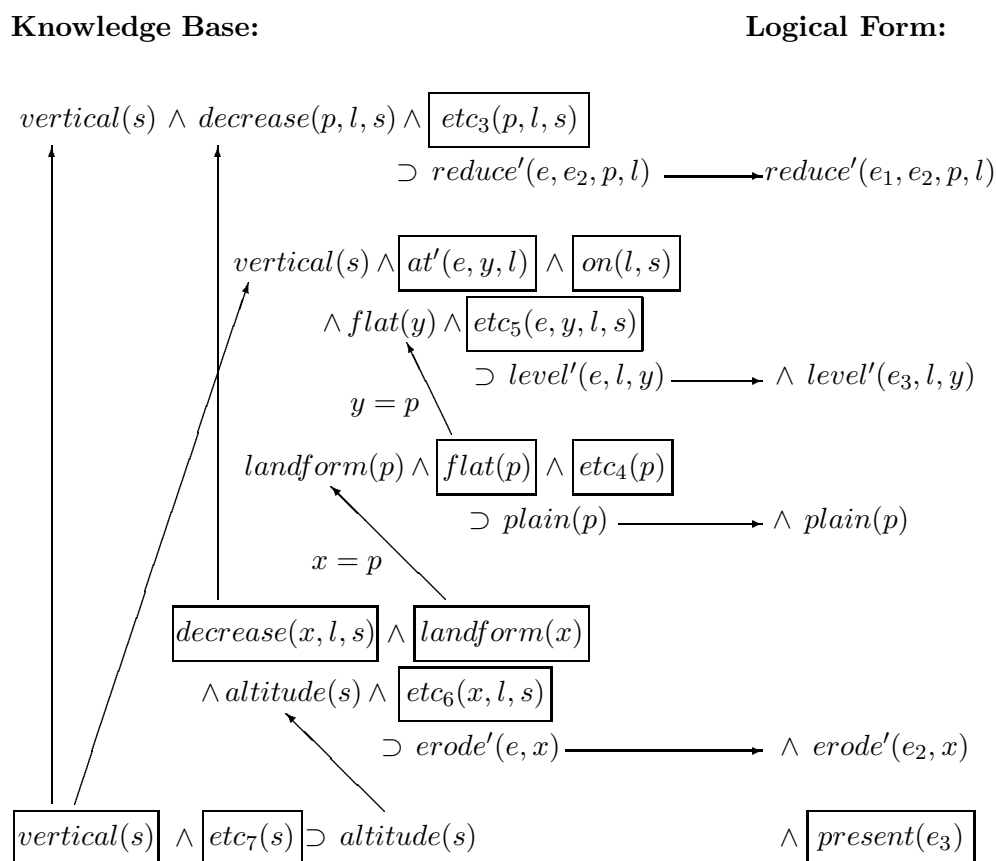 Knowledge Base: Logical Form:
vertical(s) ∧ decrease(p, l, s) ∧ etc₃(p, l, s)
⊃ reduce′(e, e₂, p, l) reduce′(e₁, e₂, p, l)
vertical(s) ∧ at′(e, y, l) ∧ on(l, s)
∧ flat(y) ∧ etc₅(e, y, l, s)
⊃ level′(e, l, y) ∧ level′(e₃, l, y)
y = p
landform(p) ∧ flat(p) ∧ etc₄(p)
⊃ plain(p) ∧ plain(p)
x = p
decrease(x, l, s) ∧ landform(x)
∧ altitude(s) ∧ etc₆(x, l, s)
⊃ erode′(e, x) ∧ erode′(e₂, x)
vertical(s) ∧ etc₇(s) ⊃ altitude(s) ∧ present(e₃)